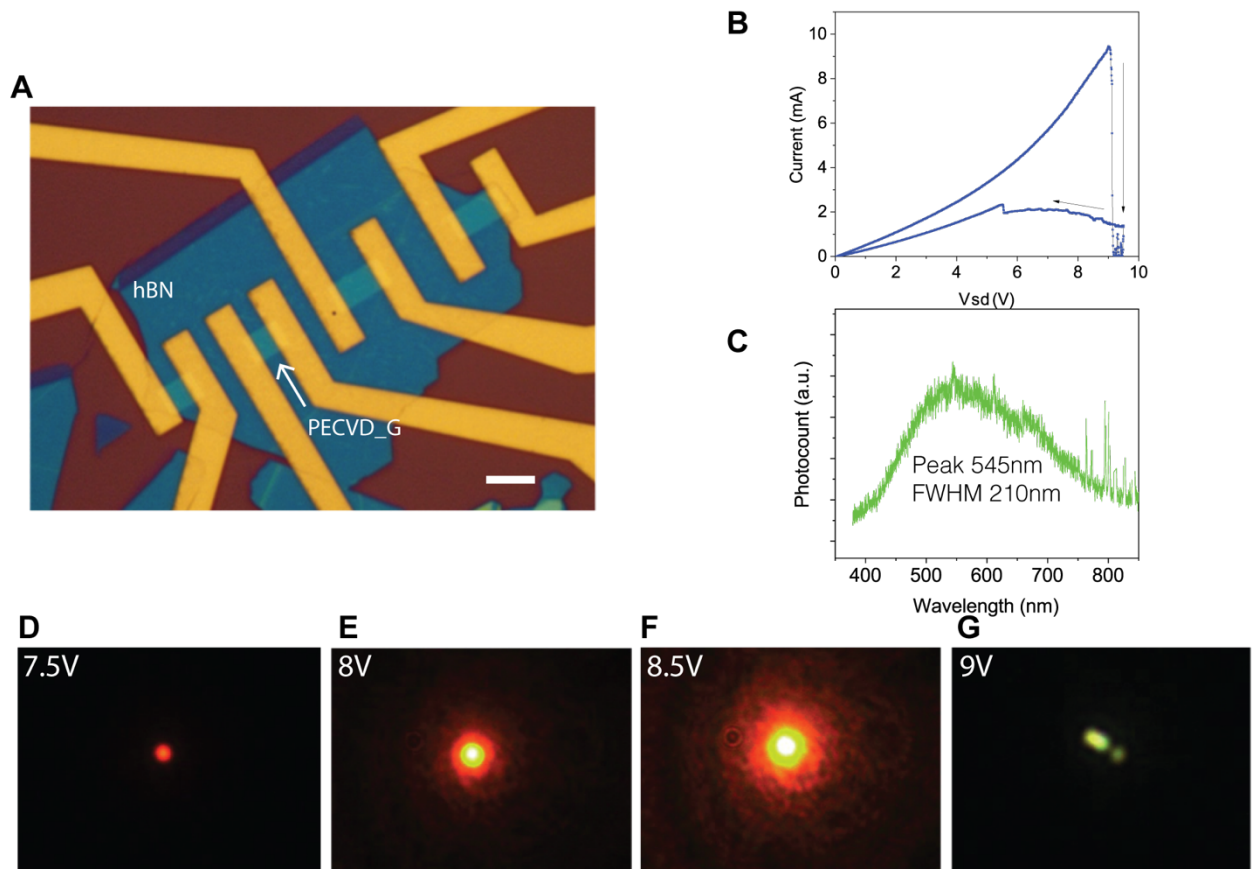 A
hBN
PECVD_G
B
10
8
6
4
2
0
Current (mA)
0 2 4 6 8 10
Vsd (V)
C
Photocount (a.u.)
Peak 545nm
FWHM 210nm
400 500 600 700 800
Wavelength (nm)
D
7.5V
E
8V
F
8.5V
G
9V